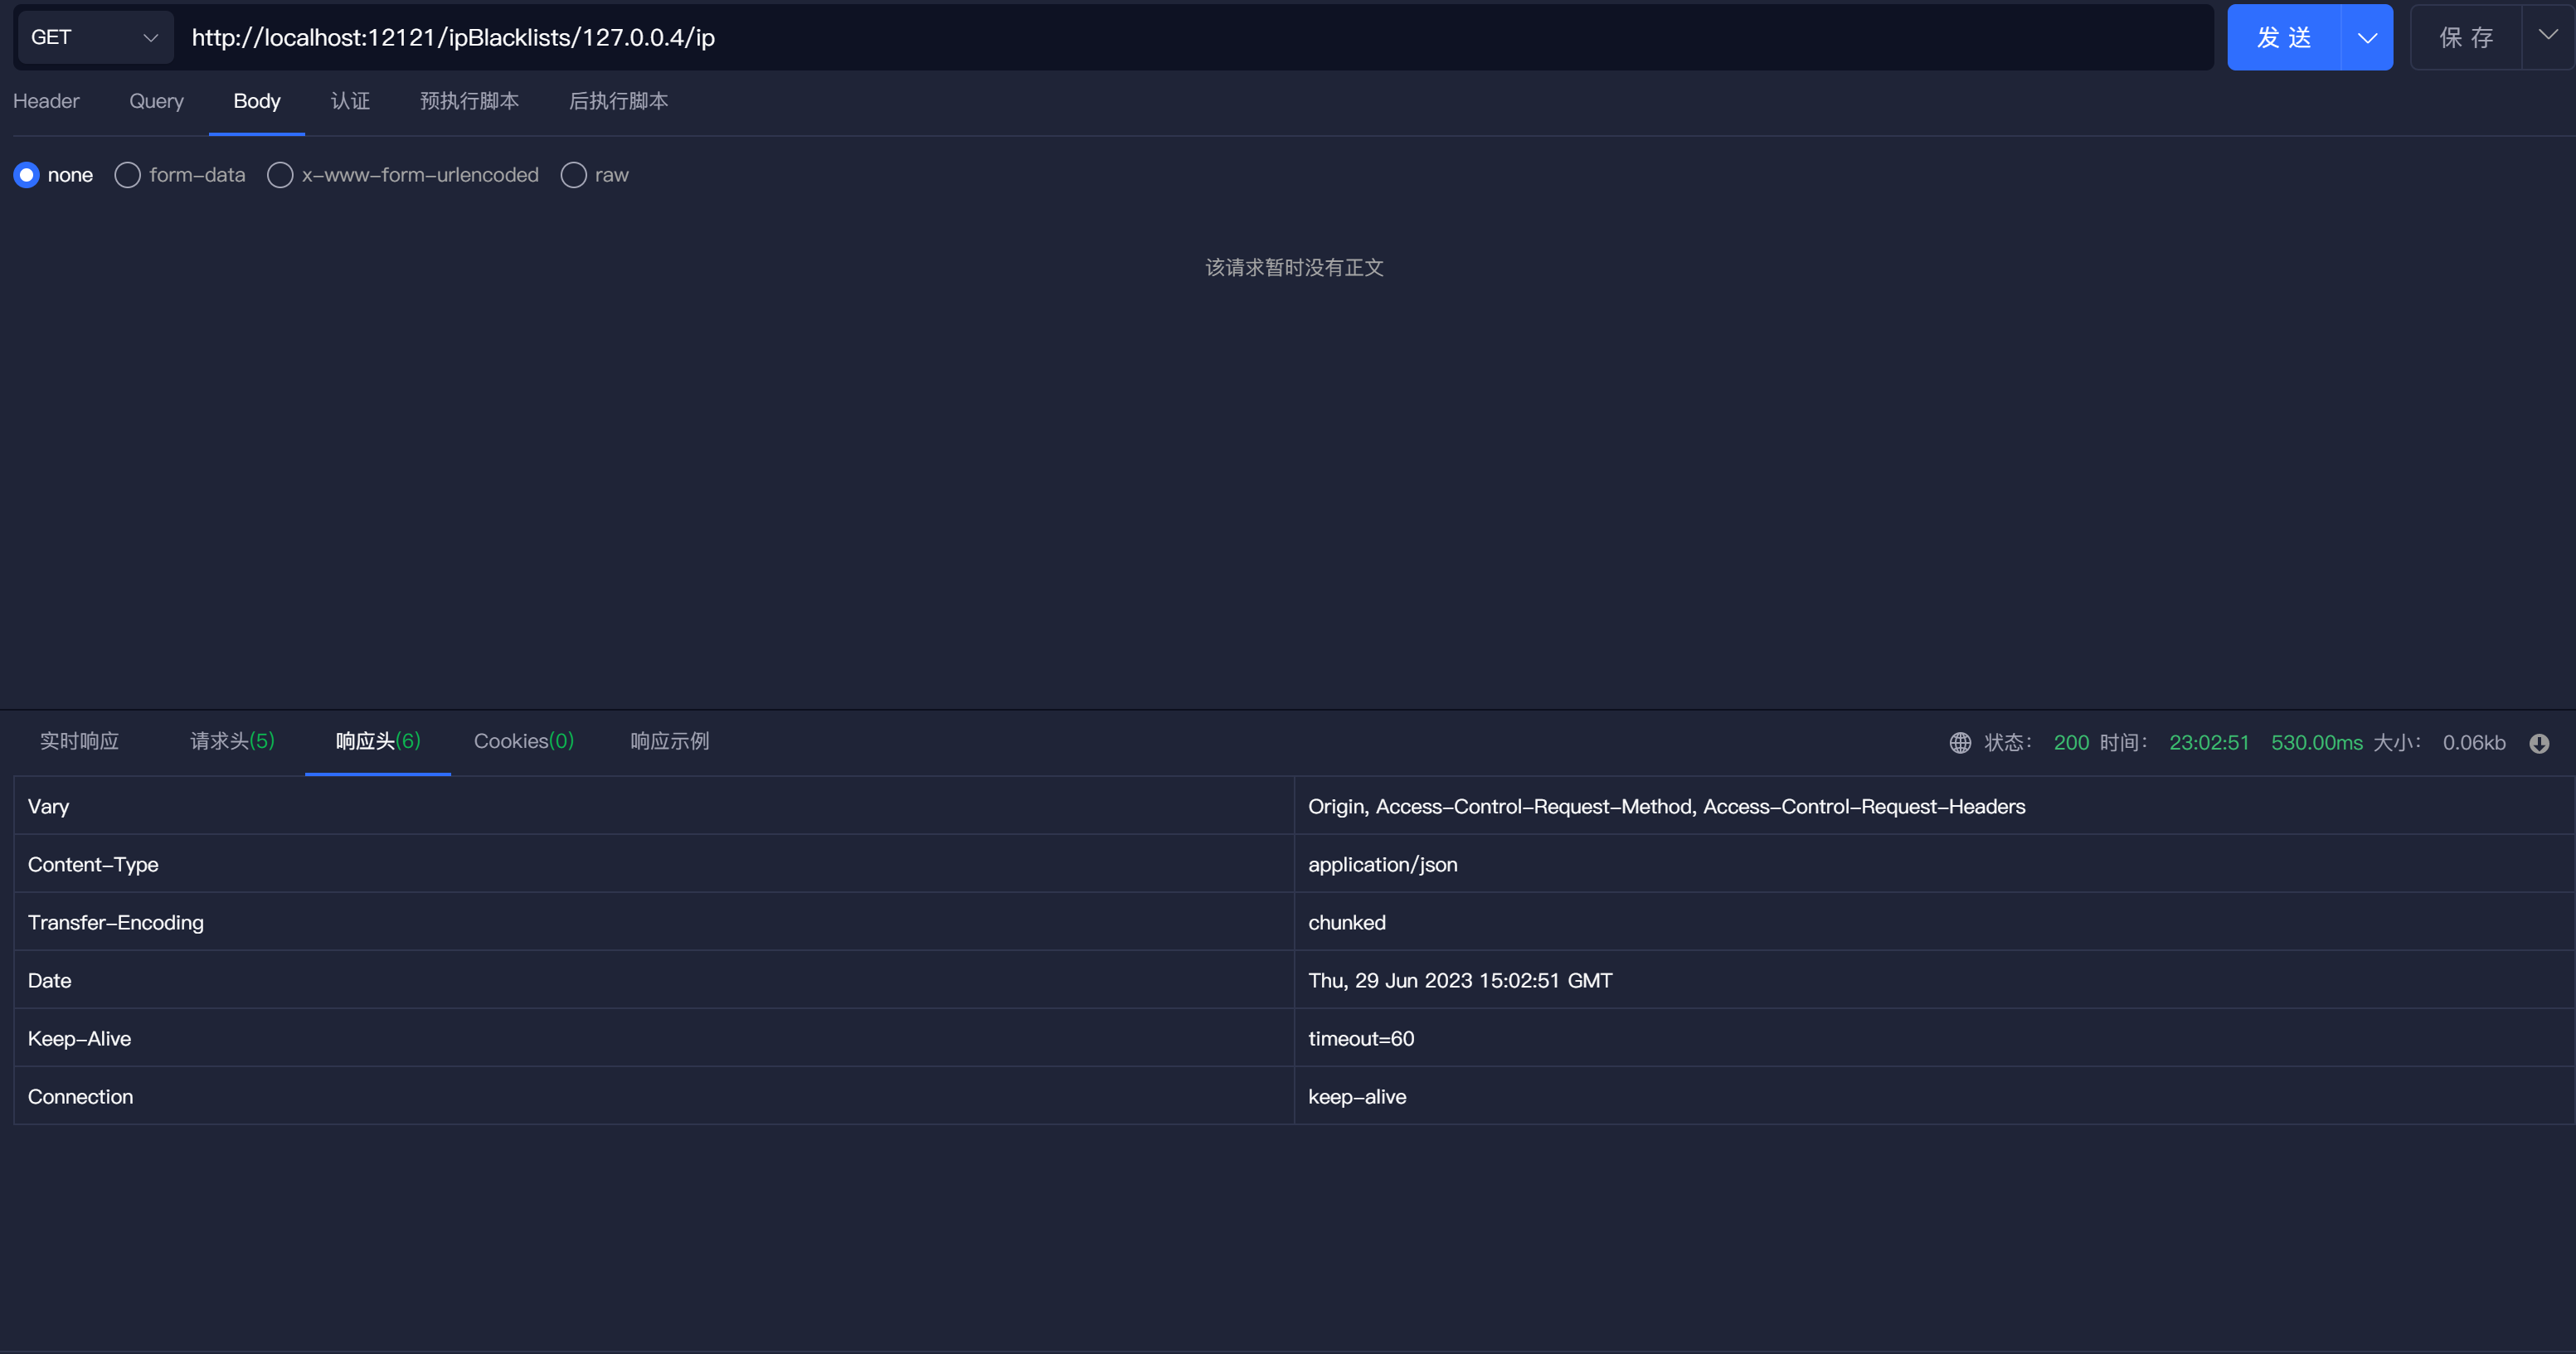 GET http://localhost:12121/ipBlacklists/127.0.0.4/ip 发 送 保 存
Header Query Body 认证 预执行脚本 后执行脚本
none form-data x-www-form-urlencoded raw
该请求暂时没有正文
实时响应 请求头(5) 响应头(6) Cookies(0) 响应示例 状态: 200 时间: 23:02:51 530.00ms 大小: 0.06kb
Vary Origin, Access-Control-Request-Method, Access-Control-Request-Headers
Content-Type application/json
Transfer-Encoding chunked
Date Thu, 29 Jun 2023 15:02:51 GMT
Keep-Alive timeout=60
Connection keep-alive